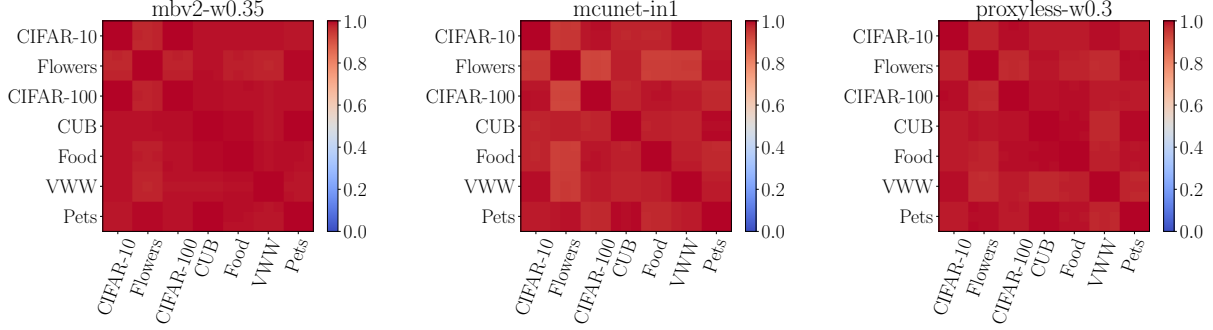 mbv2-w0.35
CIFAR-10
Flowers
CIFAR-100
CUB
Food
VWW
Pets
CIFAR-10
Flowers
CIFAR-100
CUB
Food
VWW
Pets
1.0
0.8
0.6
0.4
0.2
0.0
mcunet-in1
CIFAR-10
Flowers
CIFAR-100
CUB
Food
VWW
Pets
CIFAR-10
Flowers
CIFAR-100
CUB
Food
VWW
Pets
1.0
0.8
0.6
0.4
0.2
0.0
proxyless-w0.3
CIFAR-10
Flowers
CIFAR-100
CUB
Food
VWW
Pets
CIFAR-10
Flowers
CIFAR-100
CUB
Food
VWW
Pets
1.0
0.8
0.6
0.4
0.2
0.0